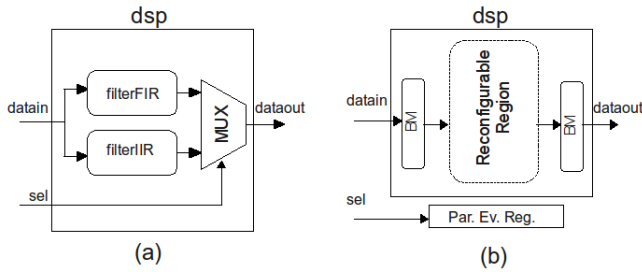 dsp
filterFIR
datain
dataout
MUX
filterIIR
sel
(a)
dsp
datain
BM
Reconfigurable
Region
BM
dataout
sel
Par. Ev. Reg.
(b)